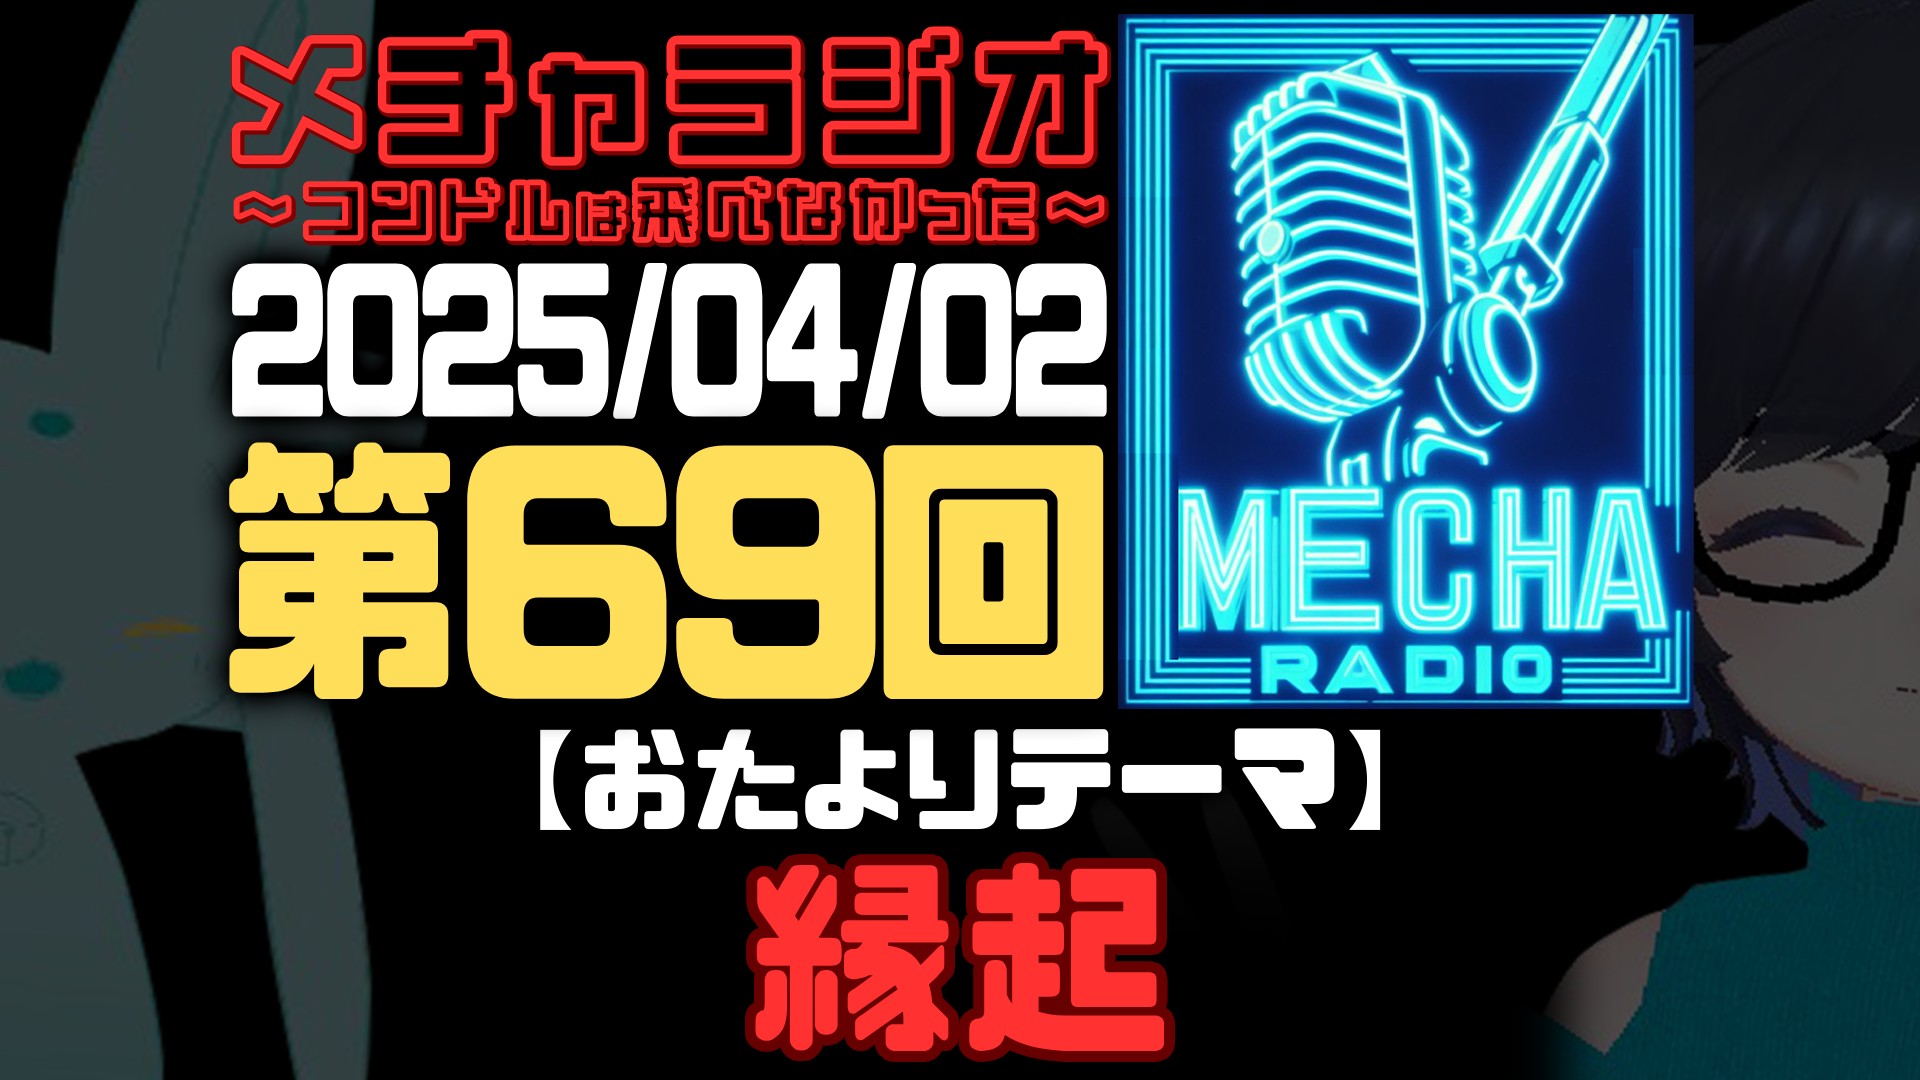 メチャラジオ
～コンドルは飛べなかった～
2025/04/02
第69回
MECHA
RADIO
【おたよりテーマ】
縁起